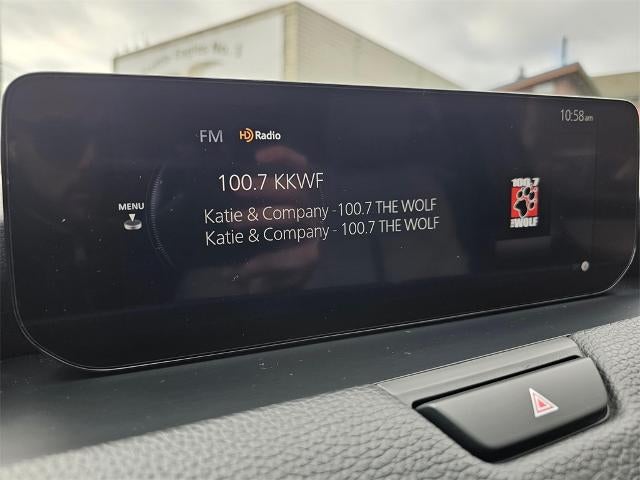 10:58am
FM HD Radio
100.7 KKWF
MENU
Katie & Company -100.7 THE WOLF
Katie & Company - 100.7 THE WOLF
100.7
THE WOLF